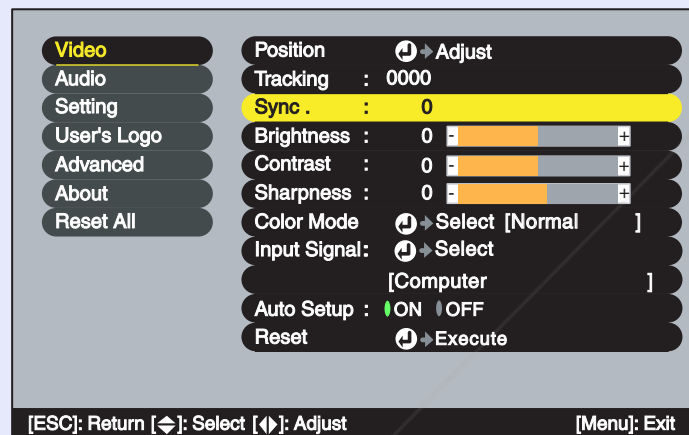 Video
Audio
Setting
User's Logo
Advanced
About
Reset All
Position Adjust
Tracking : 0000
Sync . : 0
Brightness : 0 - +
Contrast : 0 - +
Sharpness : 0 - +
Color Mode Select [Normal ]
Input Signal: Select
[Computer ]
Auto Setup : ON OFF
Reset Execute
[ESC]: Return [ ]: Select [ ]: Adjust [Menu]: Exit